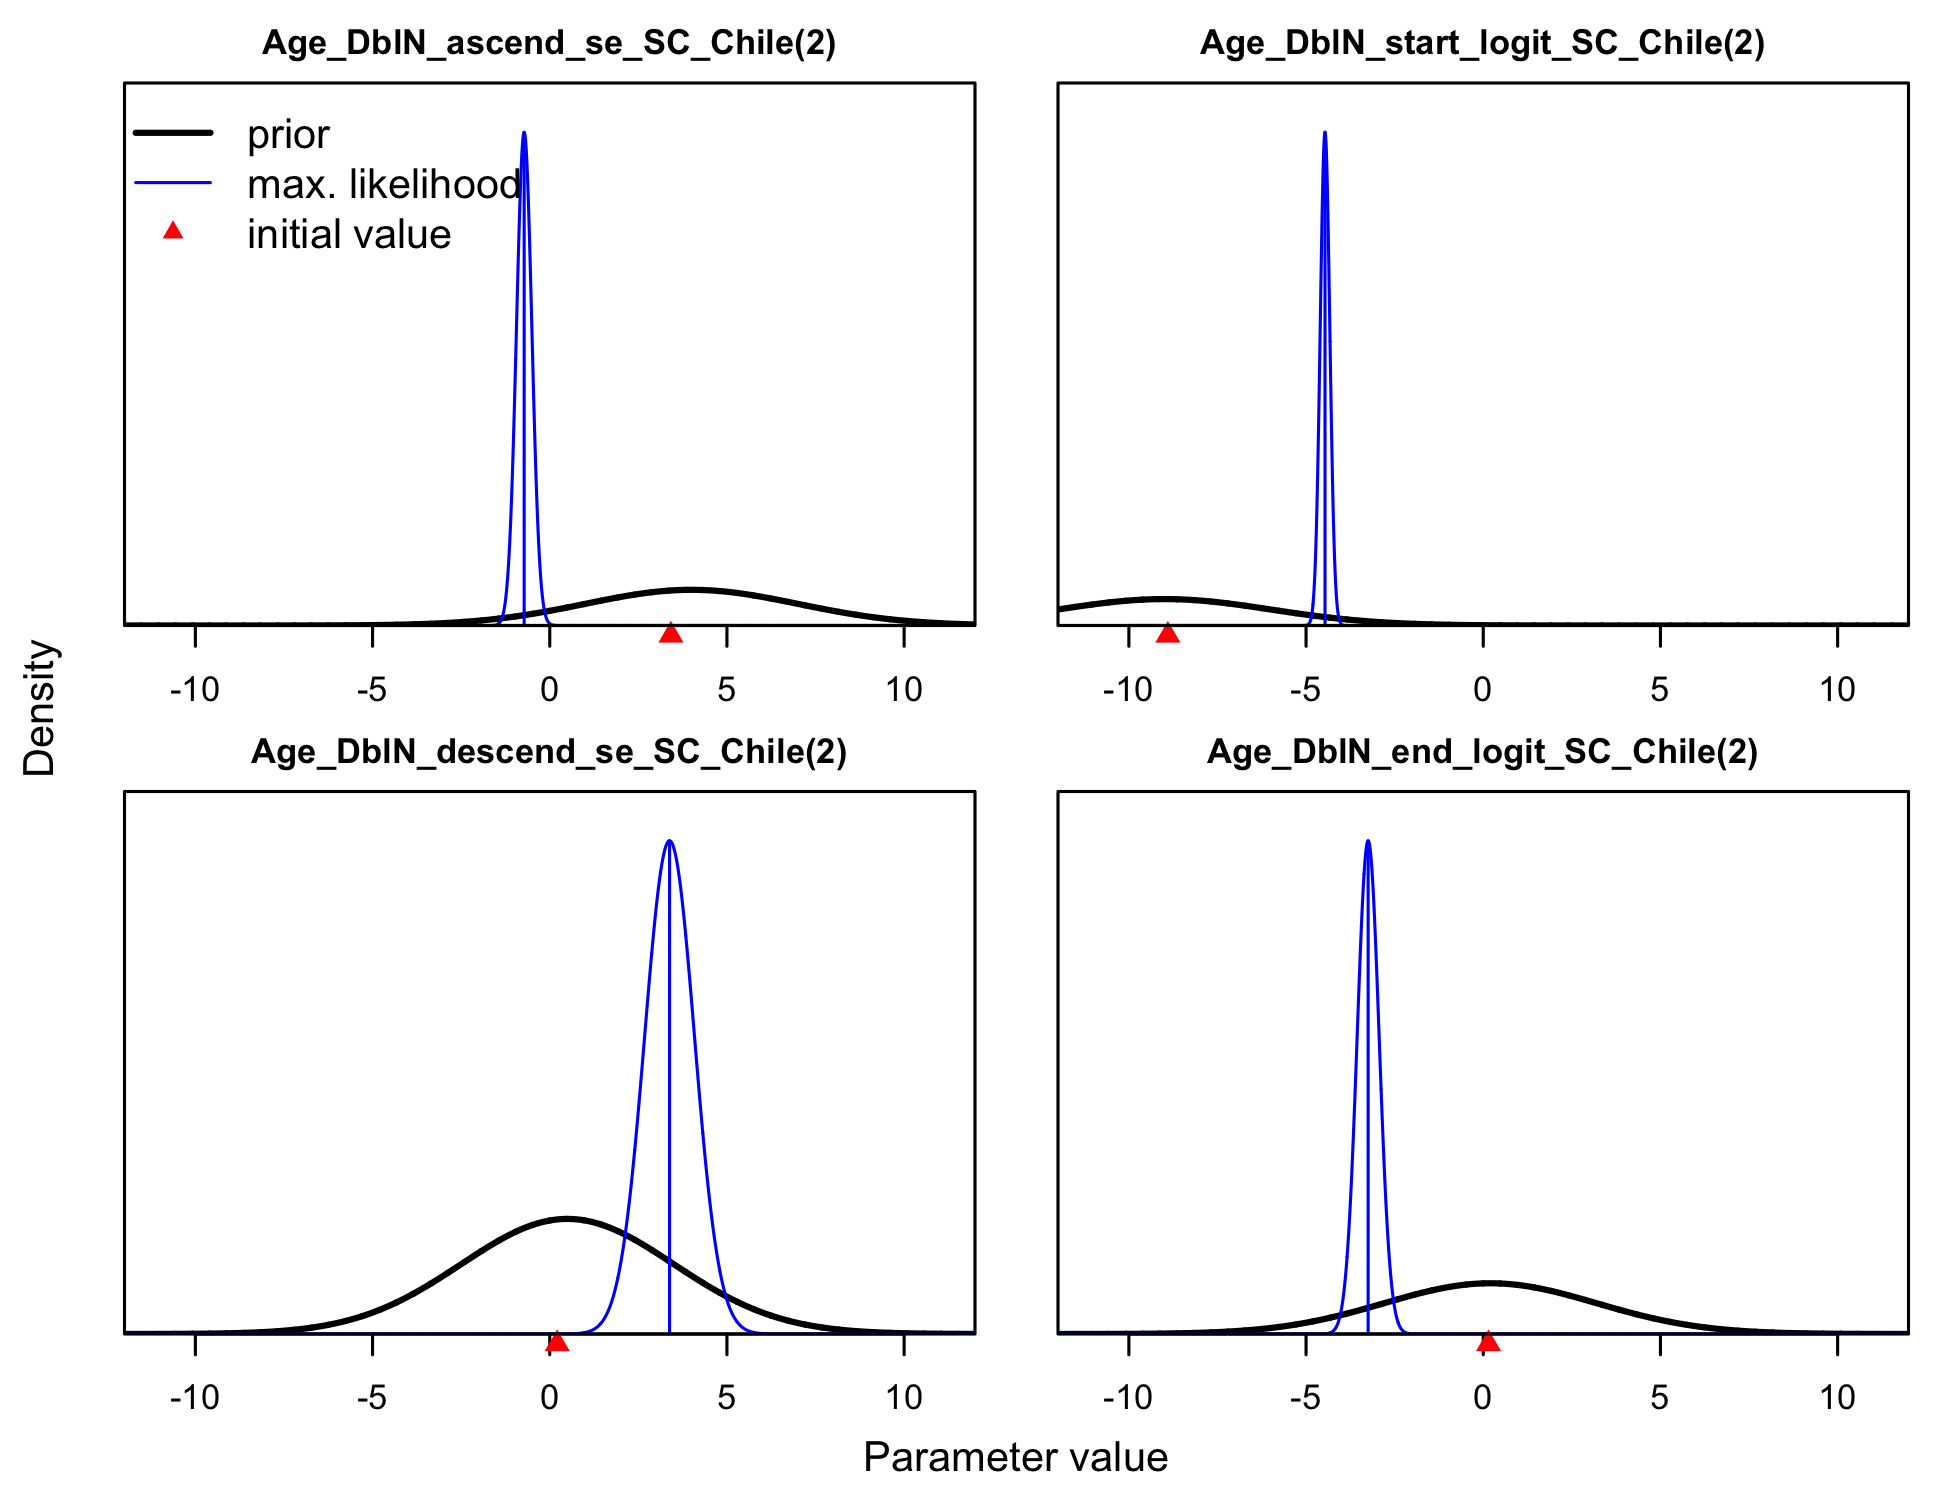 Age_DblN_ascend_se_SC_Chile(2)
prior
max. likelihood
initial value
-10 -5 0 5 10
Age_DblN_start_logit_SC_Chile(2)
-10 -5 0 5 10
Density
Age_DblN_descend_se_SC_Chile(2)
-10 -5 0 5 10
Age_DblN_end_logit_SC_Chile(2)
-10 -5 0 5 10
Parameter value